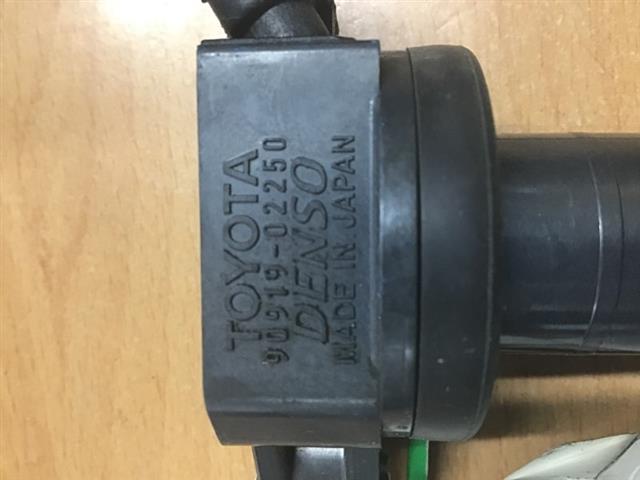 TOYOTA
90919-02250
DENSO
MADE IN JAPAN